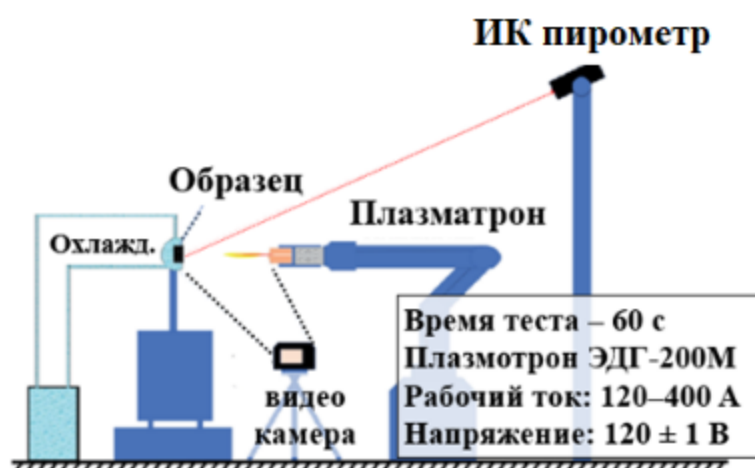 ИК пирометр
Образец
Плазматрон
Охлажд.
видео
камера
Время теста – 60 с
Плазмотрон ЭДГ-200М
Рабочий ток: 120–400 А
Напряжение: 120 ± 1 В